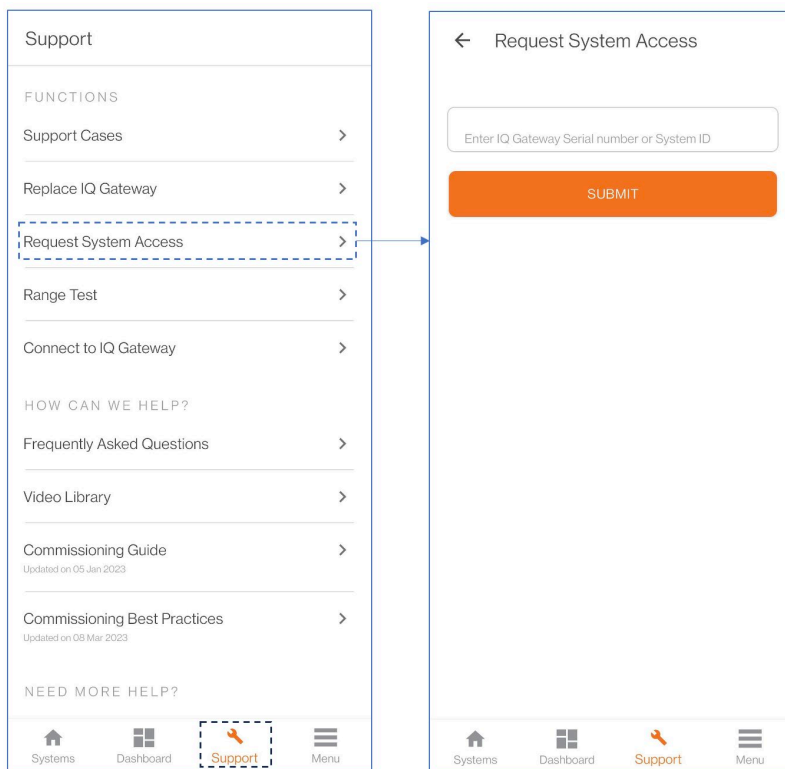 Support
FUNCTIONS
Support Cases
Replace IQ Gateway
Request System Access
Range Test
Connect to IQ Gateway
HOW CAN WE HELP?
Frequently Asked Questions
Video Library
Commissioning Guide
Updated on 05 Jan 2023
Commissioning Best Practices
Updated on 08 Mar 2023
NEED MORE HELP?
Systems
Dashboard
Support
Menu
Request System Access
Enter IQ Gateway Serial number or System ID
SUBMIT
Systems
Dashboard
Support
Menu